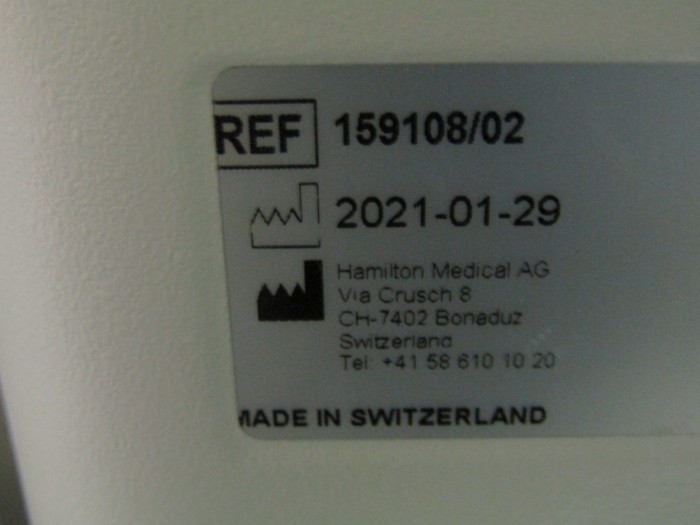 REF 159108/02
2021-01-29
Hamilton Medical AG
Via Crusch 8
CH-7402 Bonaduz
Switzerland
Tel: +41 58 610 10 20
MADE IN SWITZERLAND